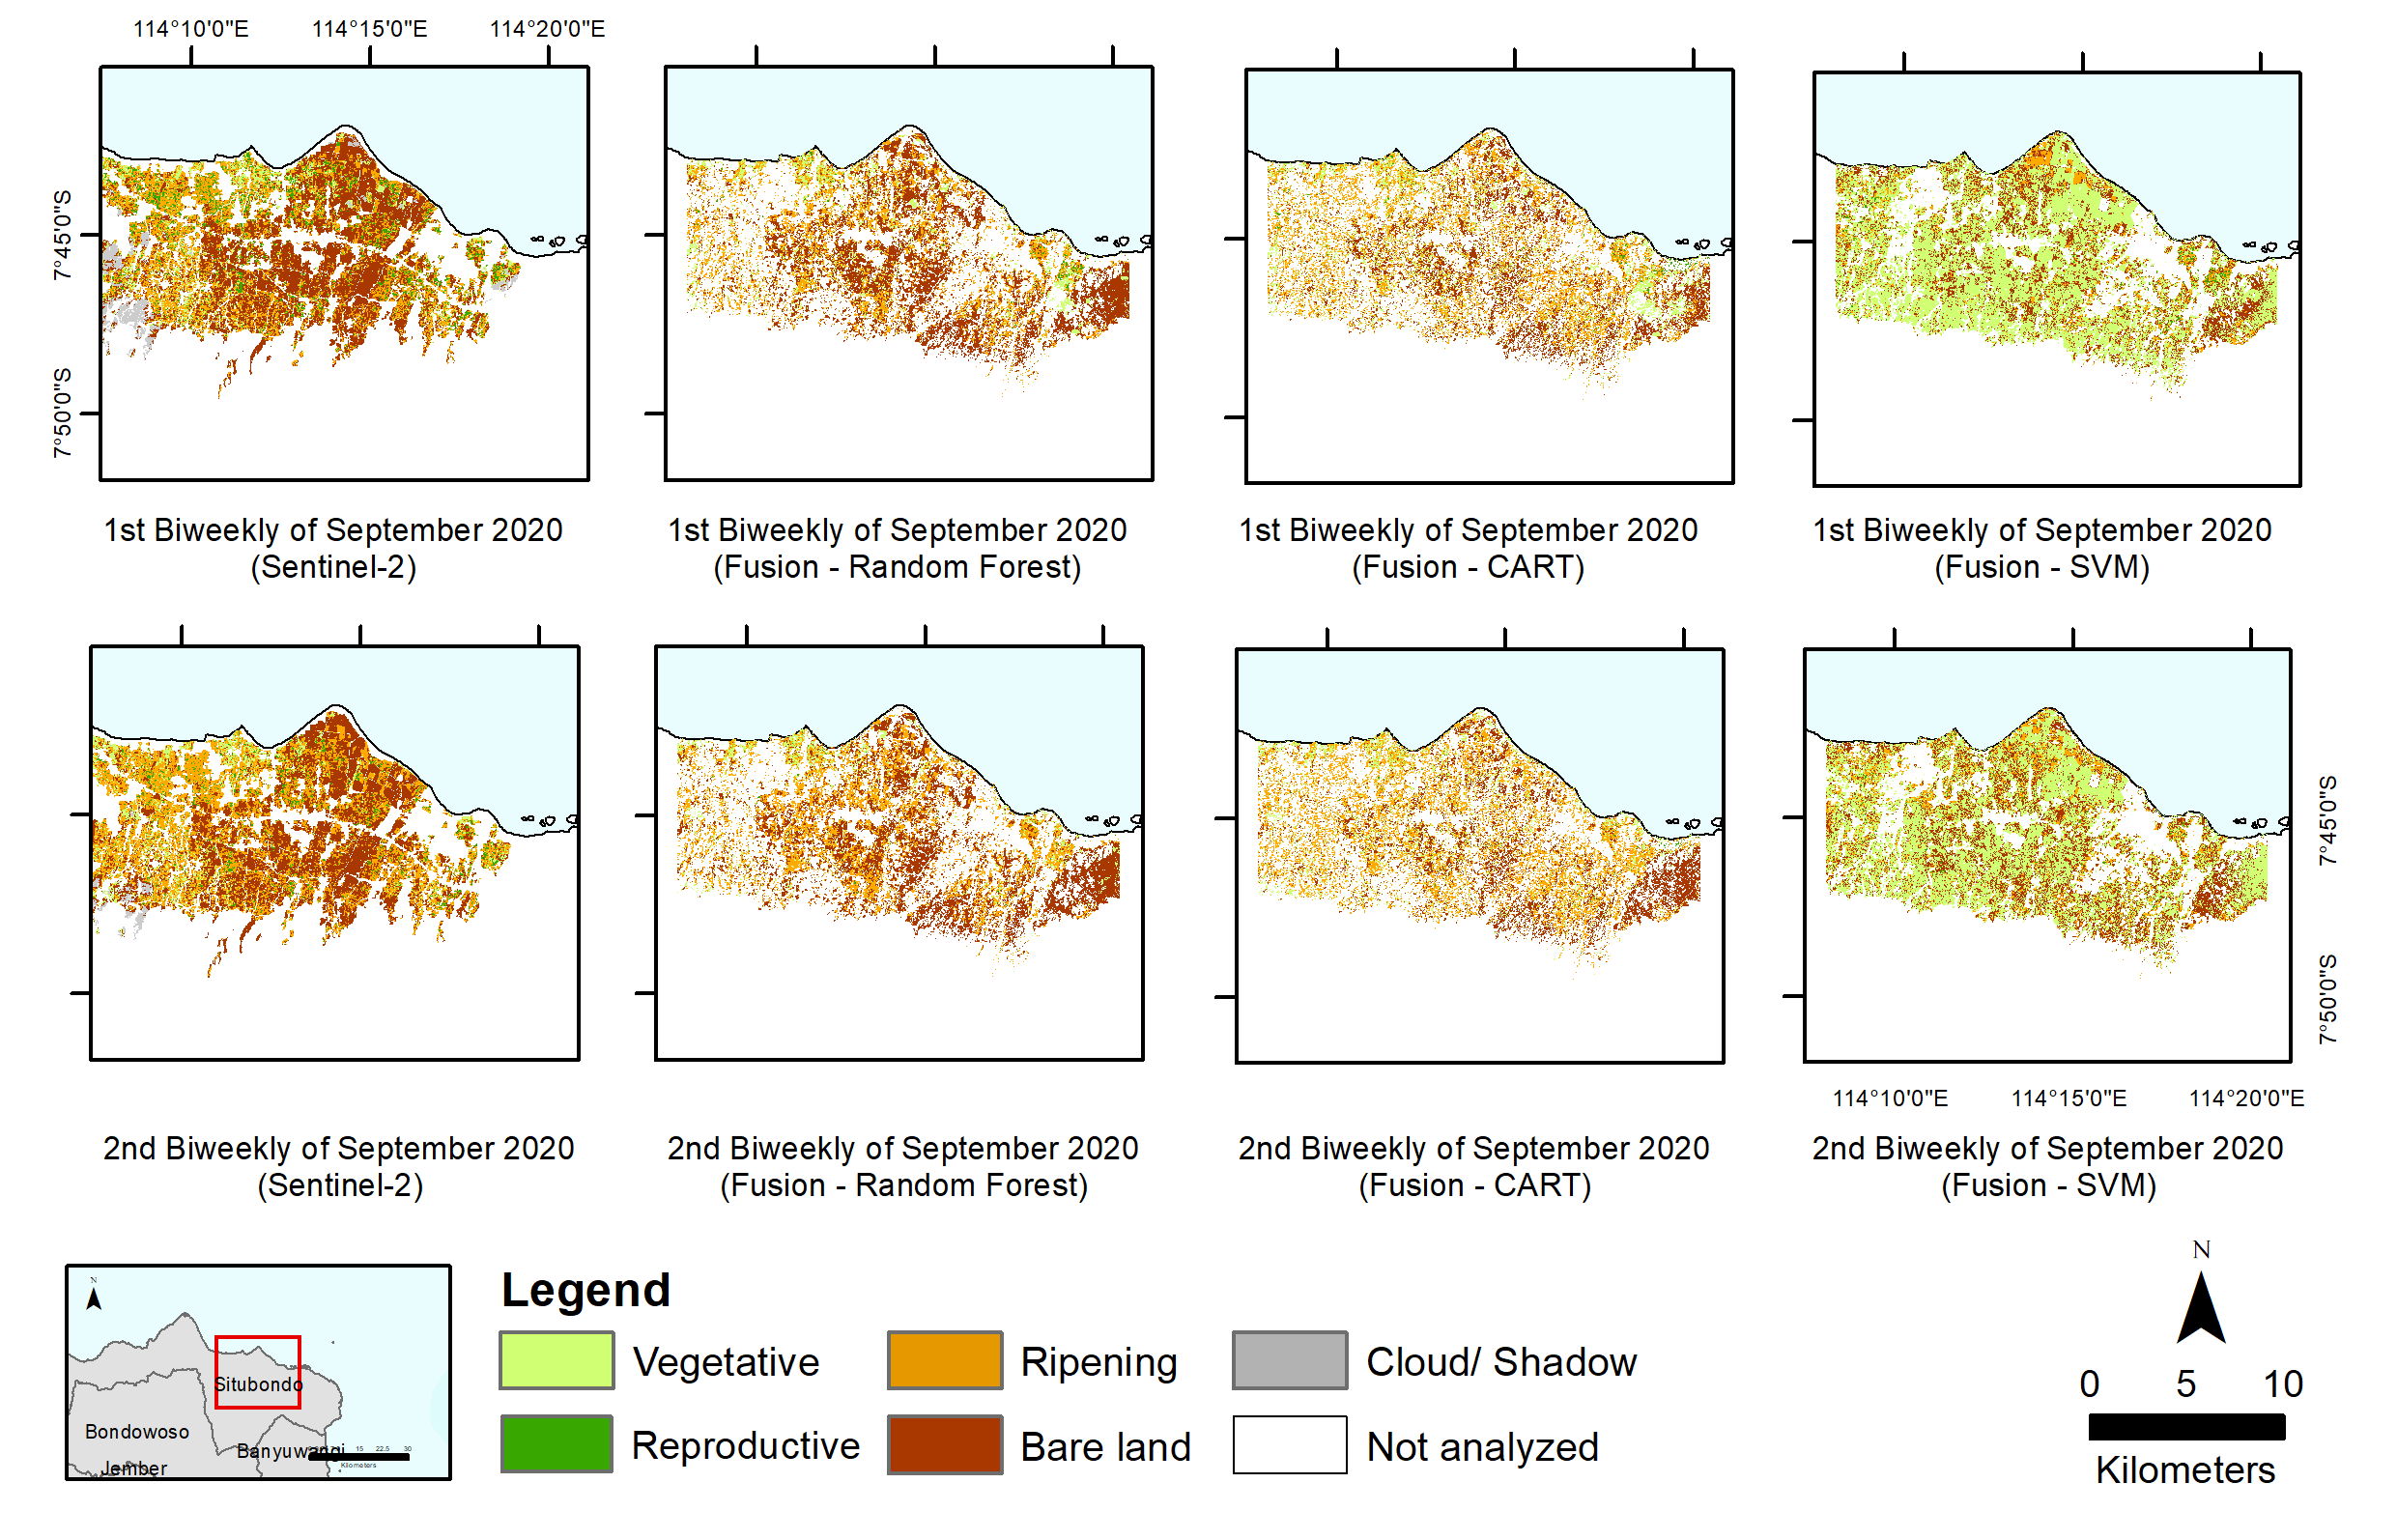 114°10'0"E 114°15'0"E 114°20'0"E
7°45'0"S
7°50'0"S
1st Biweekly of September 2020
(Sentinel-2)
1st Biweekly of September 2020
(Fusion - Random Forest)
1st Biweekly of September 2020
(Fusion - CART)
1st Biweekly of September 2020
(Fusion - SVM)
7°45'0"S
7°50'0"S
114°10'0"E 114°15'0"E 114°20'0"E
2nd Biweekly of September 2020
(Sentinel-2)
2nd Biweekly of September 2020
(Fusion - Random Forest)
2nd Biweekly of September 2020
(Fusion - CART)
2nd Biweekly of September 2020
(Fusion - SVM)
N
Situbondo
Bondowoso
Banyuwangi
Jember
15 22.5 30
Kilometers
Legend
Vegetative
Reproductive
Ripening
Bare land
Cloud/ Shadow
Not analyzed
N
0 5 10
Kilometers